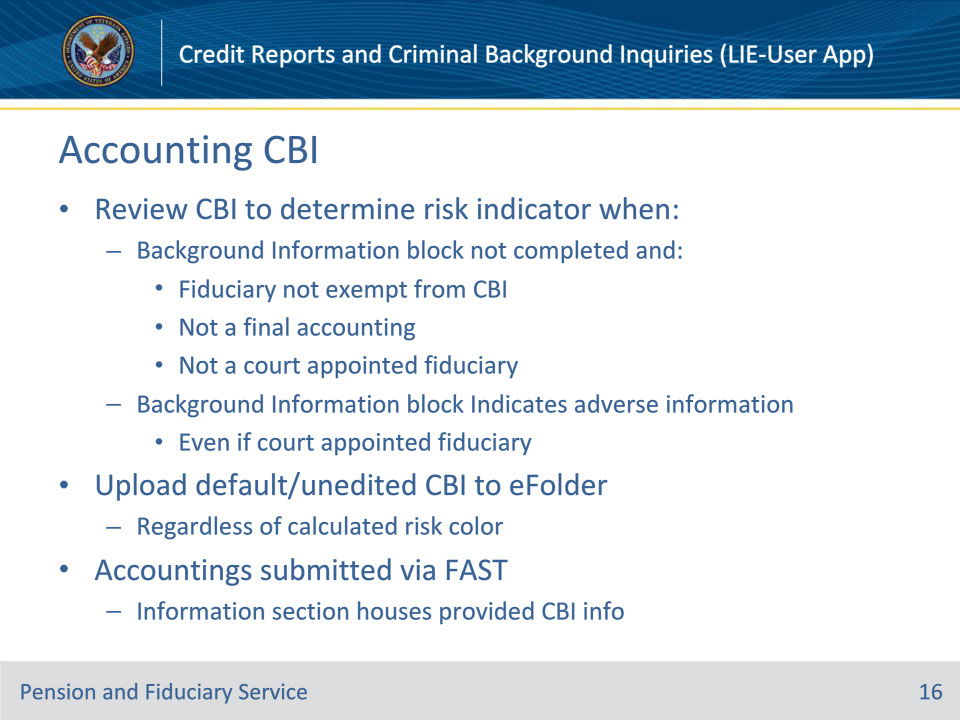 Credit Reports and Criminal Background Inquiries (LIE-User App)
Accounting CBI
• Review CBI to determine risk indicator when:
– Background Information block not completed and:
• Fiduciary not exempt from CBI
• Not a final accounting
• Not a court appointed fiduciary
– Background Information block Indicates adverse information
• Even if court appointed fiduciary
• Upload default/unedited CBI to eFolder
– Regardless of calculated risk color
• Accountings submitted via FAST
– Information section houses provided CBI info
Pension and Fiduciary Service
16